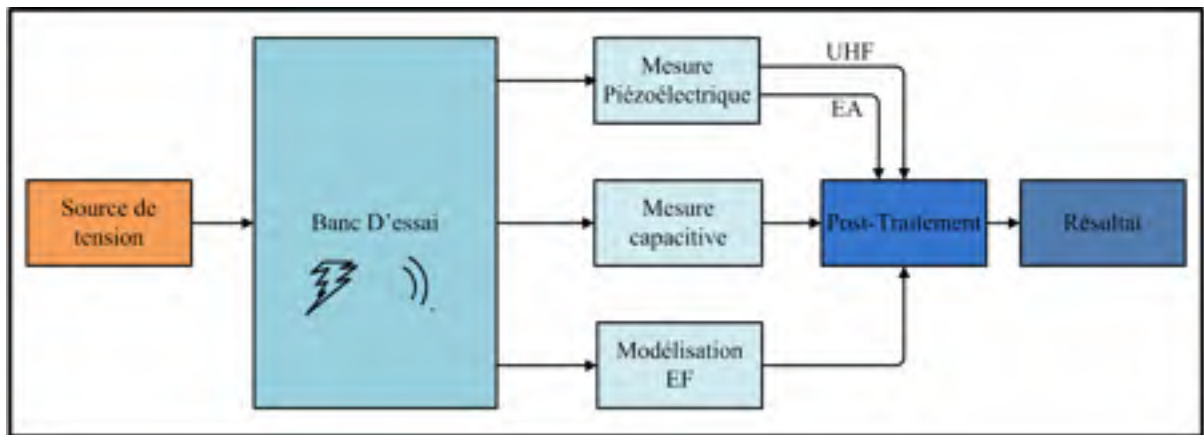 Source de
tension
Banc D'essai
Mesure
Piézoélectrique
UHF
EA
Mesure
capacitive
Modélisation
EF
Post-Traitement
Résultat